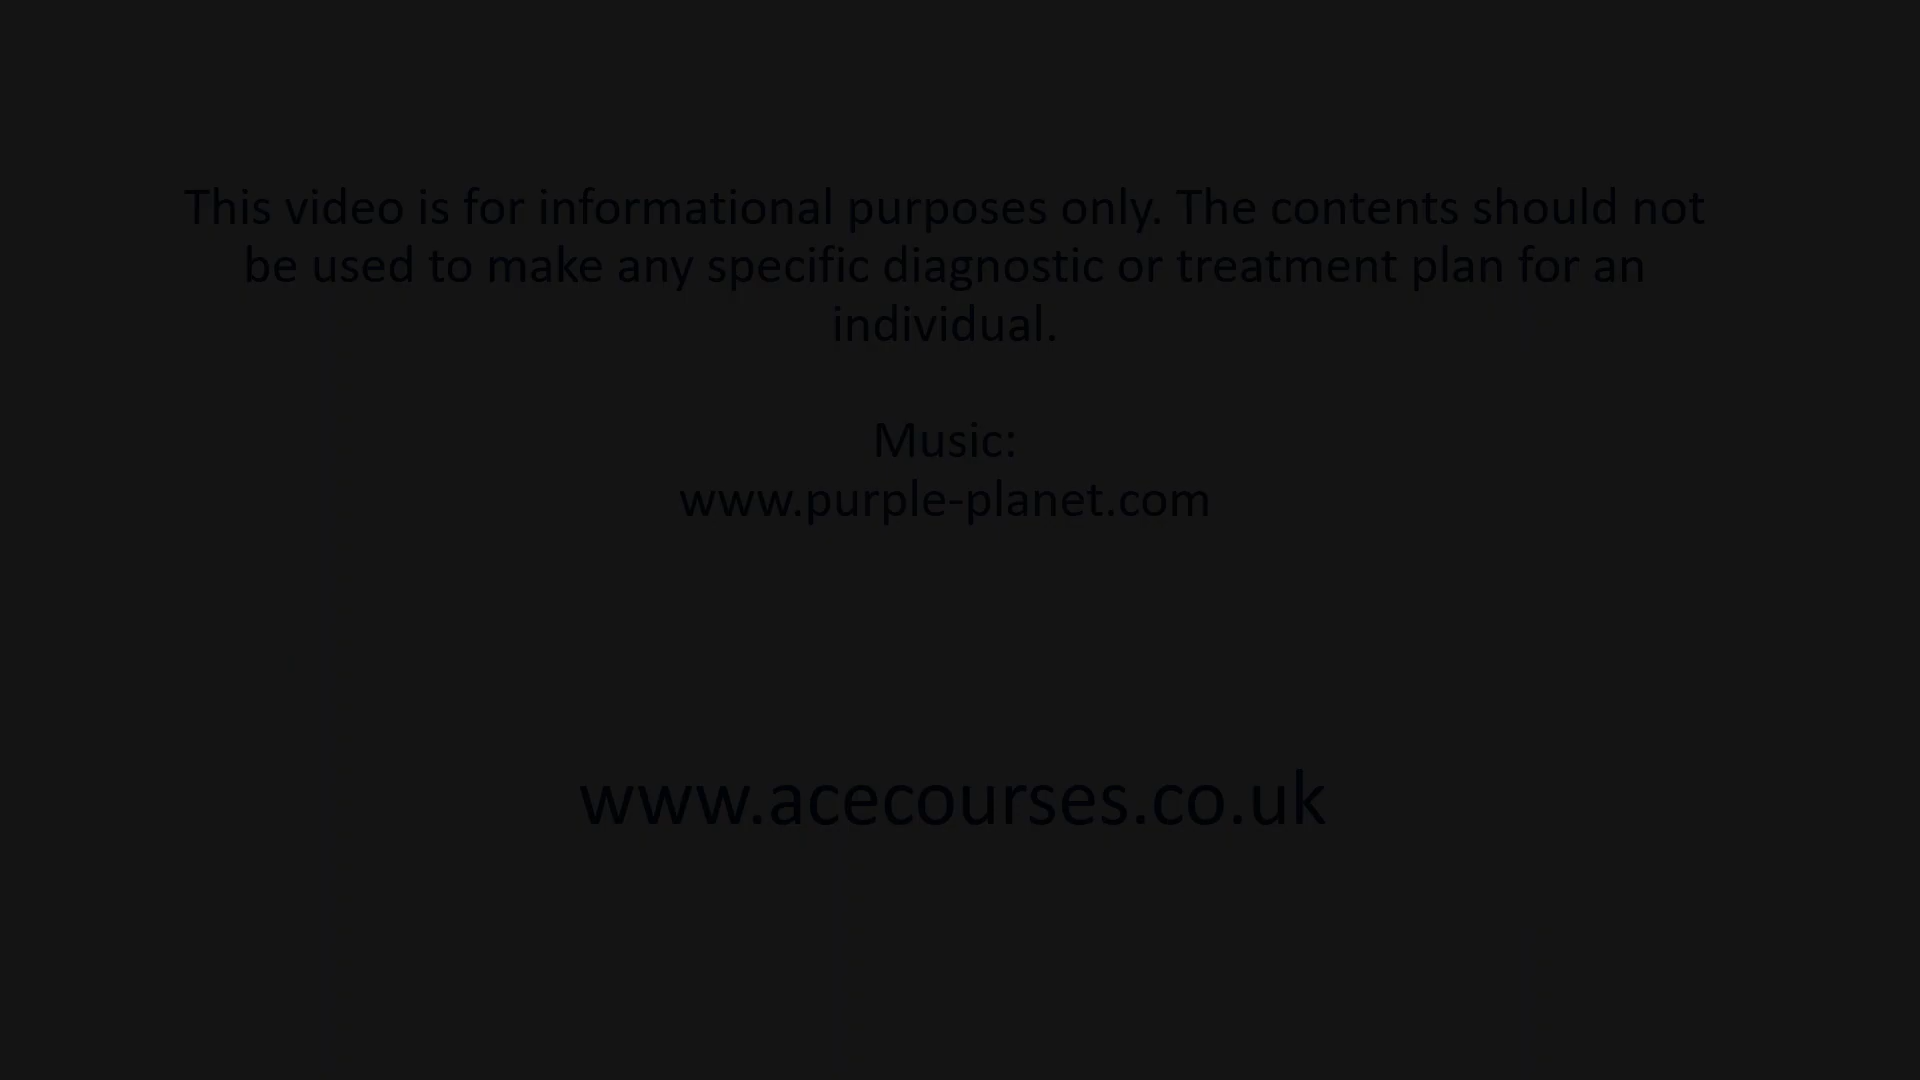 This video is for informational purposes only. The contents should not
be used to make any specific diagnostic or treatment plan for an
individual.
Music:
www.purple-planet.com
www.acecourses.co.uk